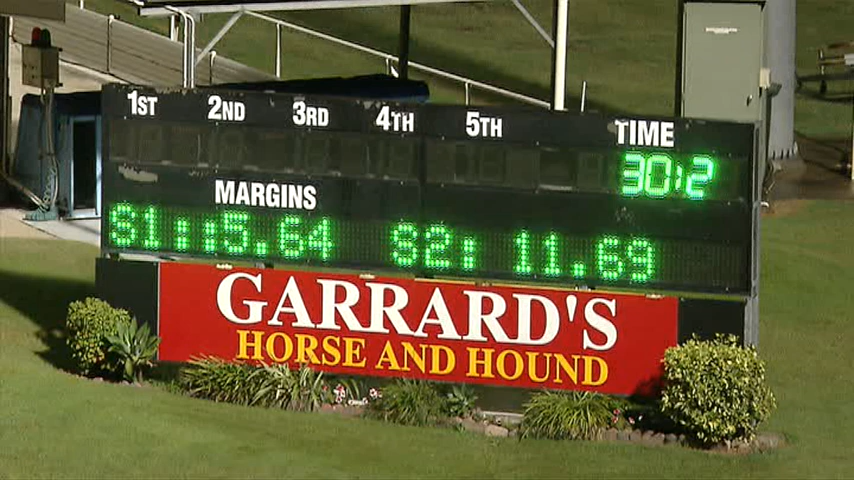 1ST 2ND 3RD 4TH 5TH TIME
30:2
MARGINS
S1::5.64 S2: 11.69
GARRARD'S
HORSE AND HOUND